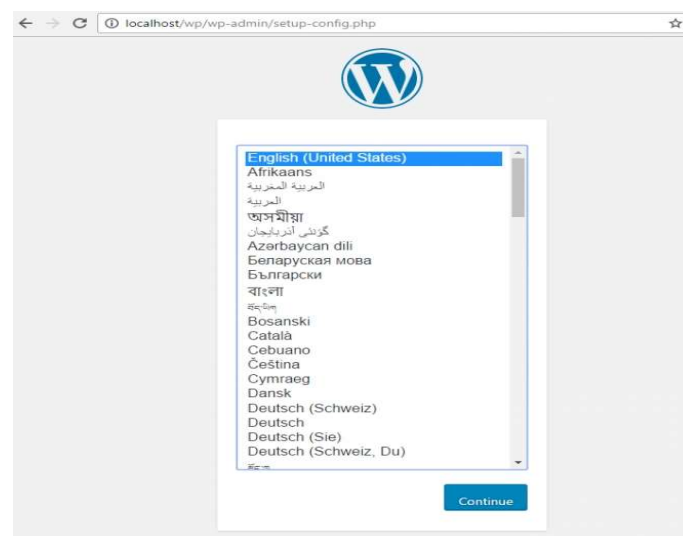 localhost/wp/wp-admin/setup-config.php
English (United States)
Afrikaans
العربية المغربية
العربية
অসমীয়া
گؤنئی آذربایجان
Azərbaycan dili
Беларуская мова
Български
বাংলা
བོད་ཡིག
Bosanski
Català
Cebuano
Čeština
Cymraeg
Dansk
Deutsch (Schweiz)
Deutsch
Deutsch (Sie)
Deutsch (Schweiz, Du)
Continue